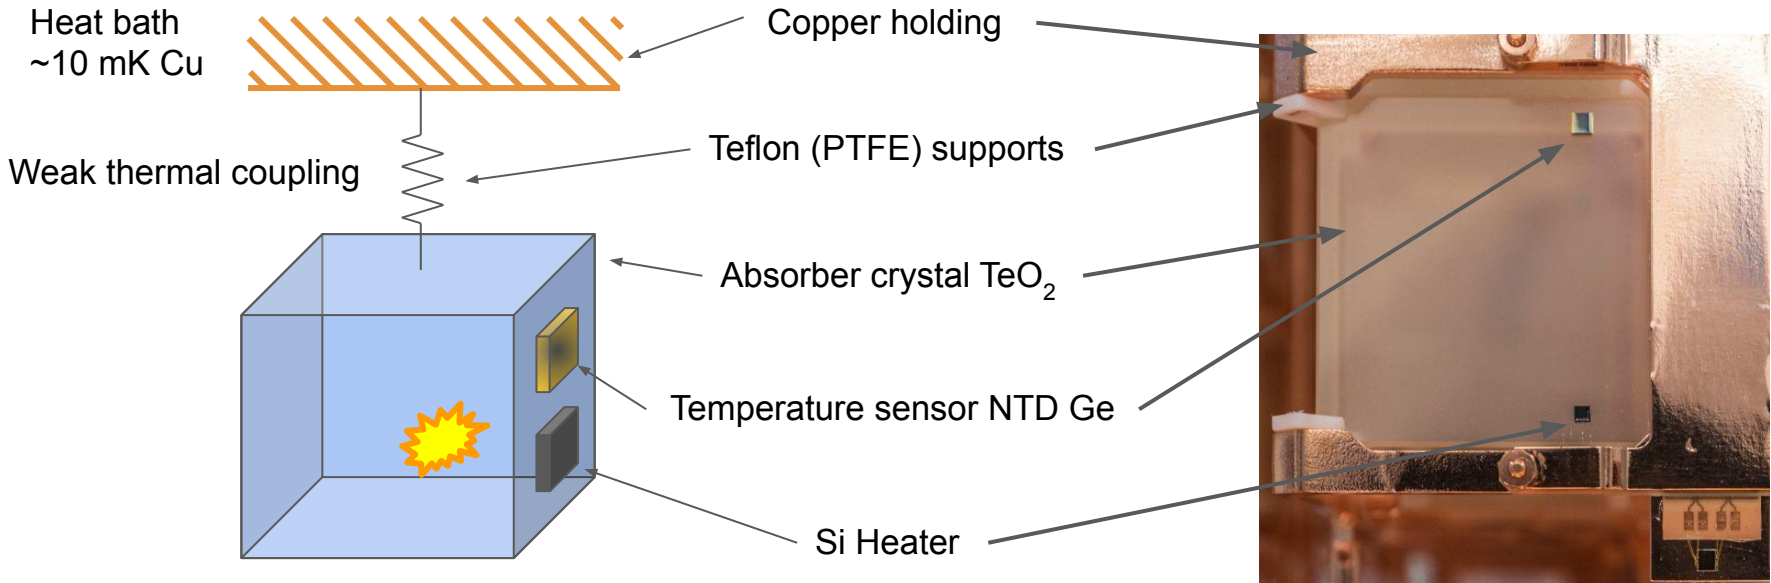 Heat bath
~10 mK Cu
Copper holding
Teflon (PTFE) supports
Weak thermal coupling
Absorber crystal TeO₂
Temperature sensor NTD Ge
Si Heater